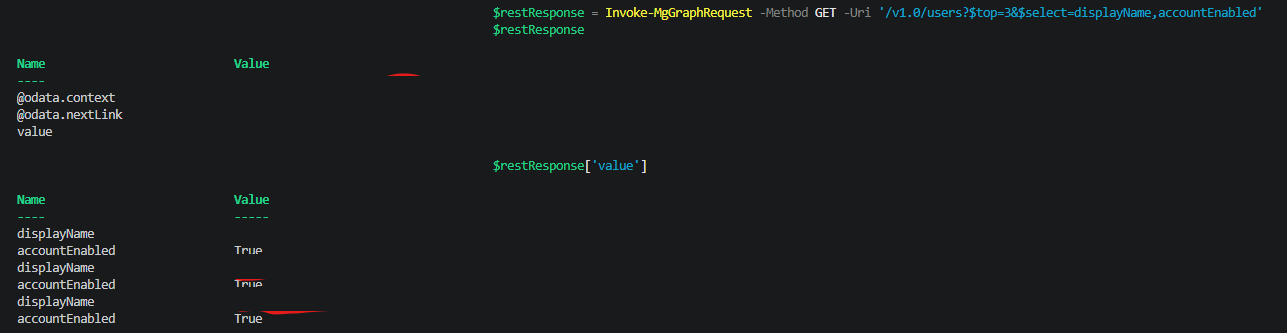 $restResponse = Invoke-MgGraphRequest -Method GET -Uri '/v1.0/users?$top=3&$select=displayName,accountEnabled'
$restResponse
Name Value
----
@odata.context
@odata.nextLink
value
$restResponse['value']
Name Value
---- -----
displayName
accountEnabled True
displayName
accountEnabled True
displayName
accountEnabled True